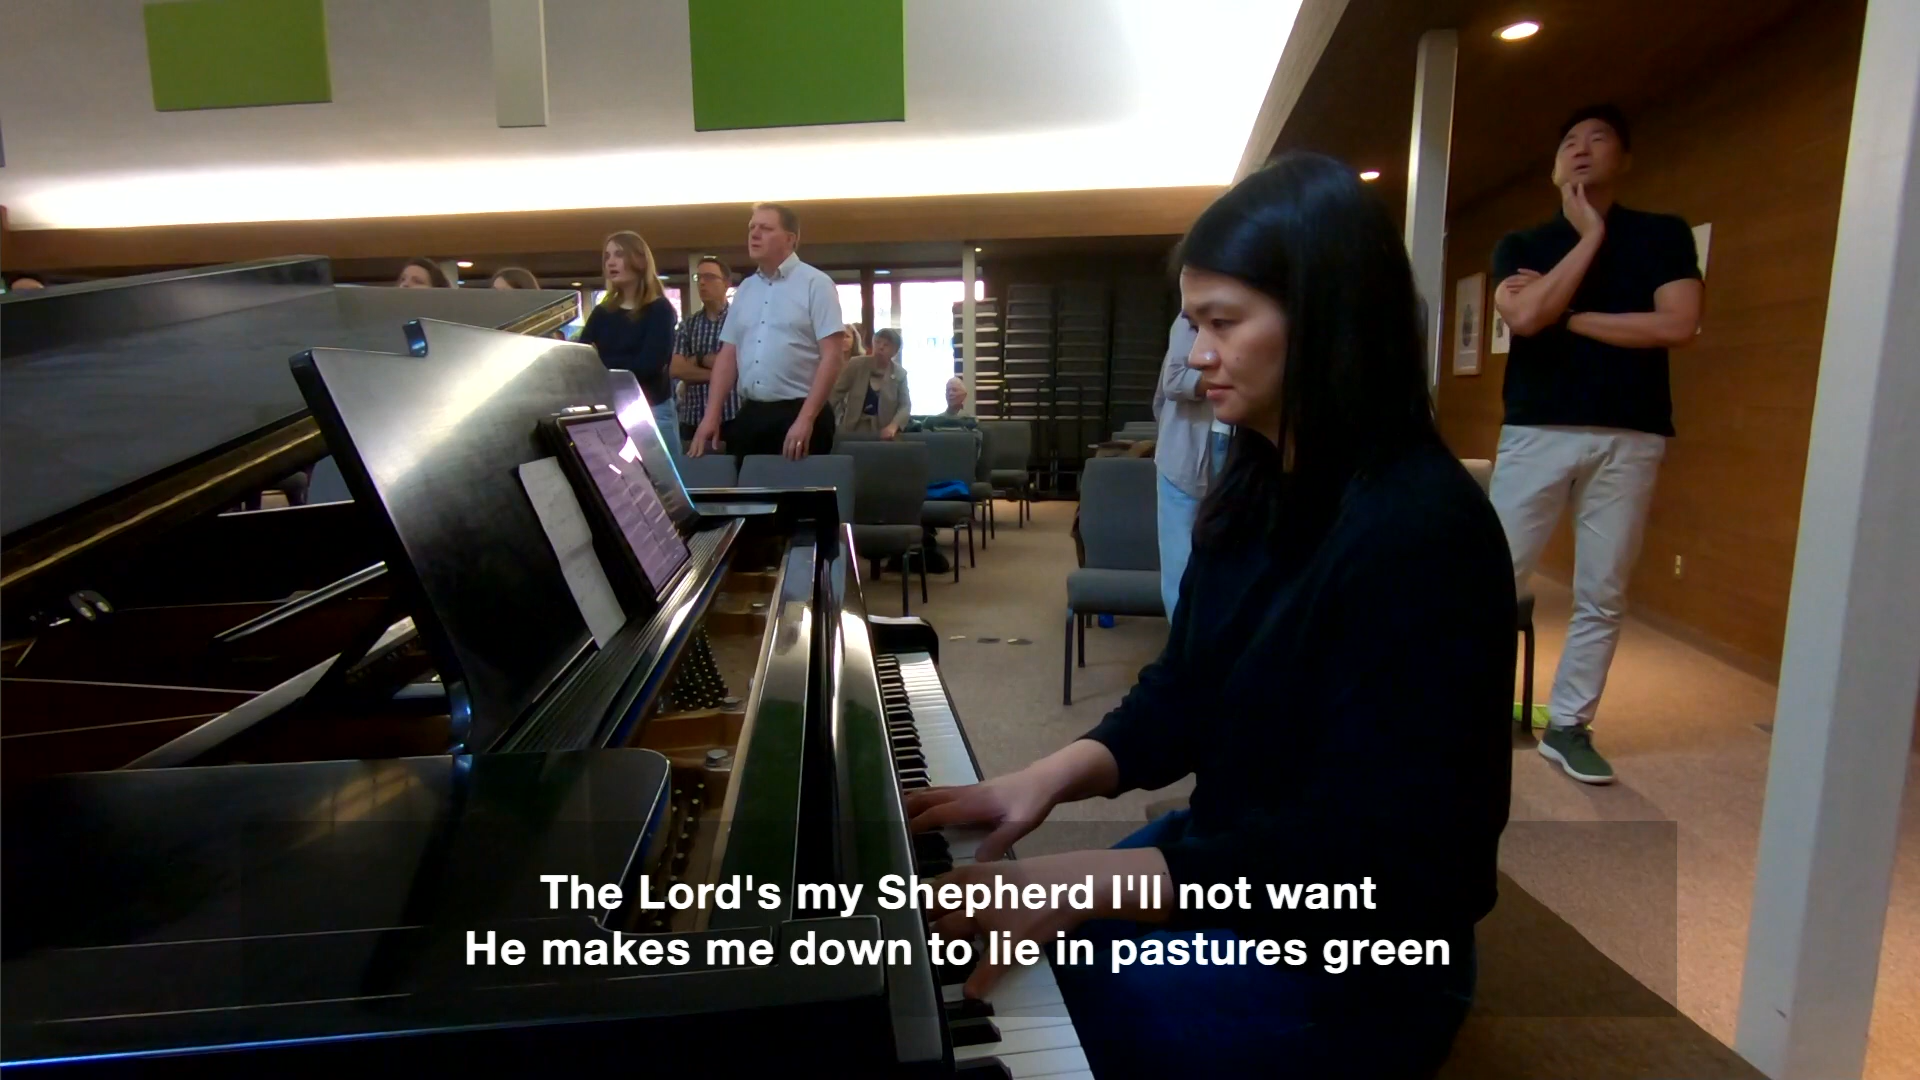 The Lord's my Shepherd I'll not want
He makes me down to lie in pastures green